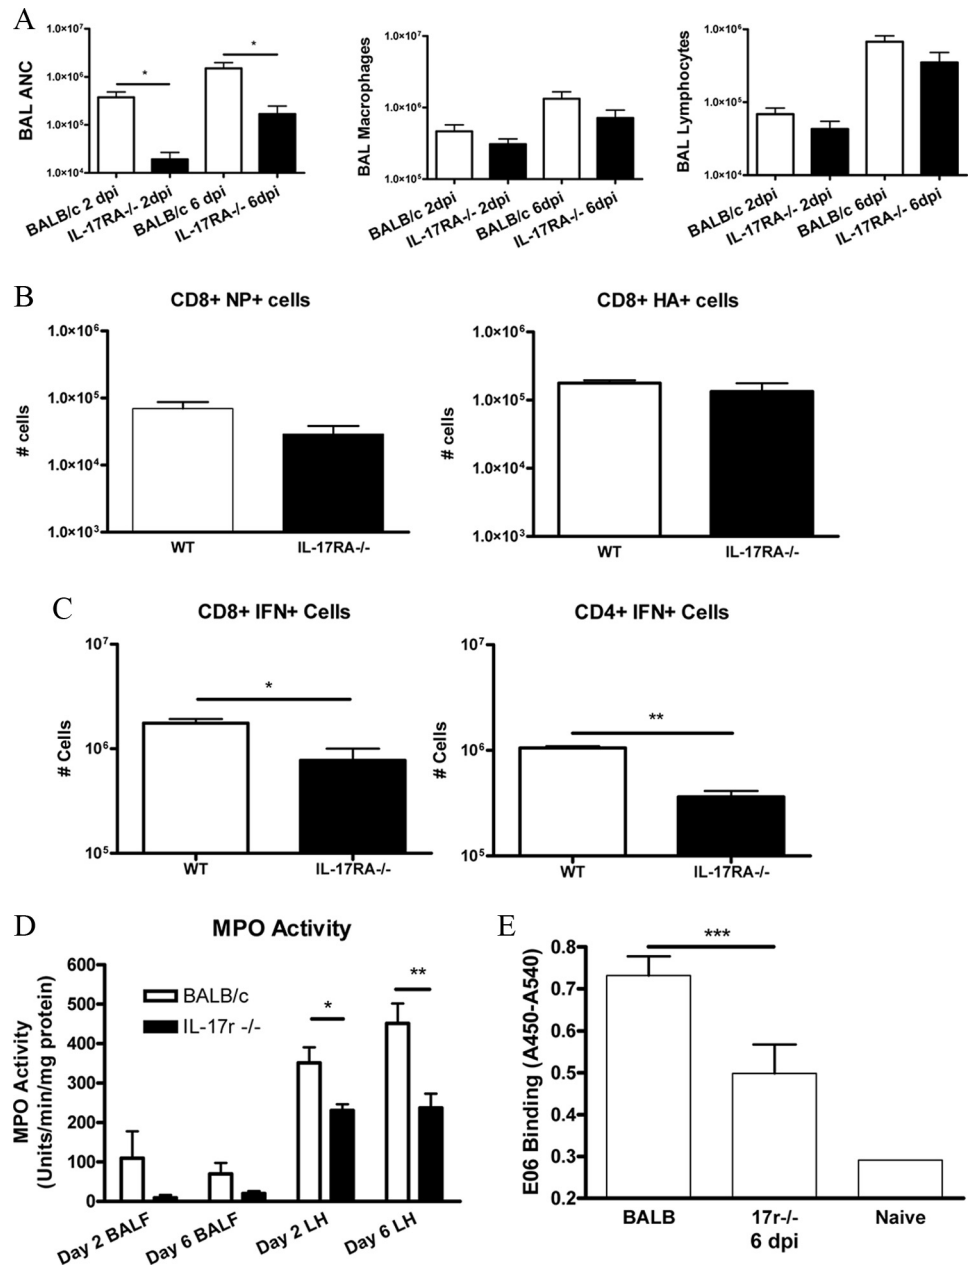 A
BAL ANC
1.0×10⁷
1.0×10⁶
1.0×10⁵
1.0×10⁴
*
*
BALB/c 2 dpi
IL-17RA-/- 2dpi
BALB/c 6 dpi
IL-17RA-/- 6dpi
BAL Macrophages
1.0×10⁷
1.0×10⁶
1.0×10⁵
BALB/c 2dpi
IL-17RA-/- 2dpi
BALB/c 6dpi
IL-17RA-/- 6dpi
BAL Lymphocytes
1.0×10⁶
1.0×10⁵
1.0×10⁴
BALB/c 2dpi
IL-17RA-/- 2dpi
BALB/c 6dpi
IL-17RA-/- 6dpi
B
CD8+ NP+ cells
# cells
1.0×10⁶
1.0×10⁵
1.0×10⁴
1.0×10³
WT
IL-17RA-/-
CD8+ HA+ cells
# cells
1.0×10⁶
1.0×10⁵
1.0×10⁴
1.0×10³
WT
IL-17RA-/-
C
CD8+ IFN+ Cells
# Cells
10⁷
10⁶
10⁵
*
WT
IL-17RA-/-
CD4+ IFN+ Cells
# Cells
10⁷
10⁶
10⁵
**
WT
IL-17RA-/-
D
MPO Activity
MPO Activity
(Units/min/mg protein)
600
500
400
300
200
100
0
BALB/c
IL-17r -/-
*
**
Day 2 BALF
Day 6 BALF
Day 2 LH
Day 6 LH
E
E06 Binding (A450-A540)
0.8
0.7
0.6
0.5
0.4
0.3
0.2
***
BALB
17r-/-
6 dpi
Naive